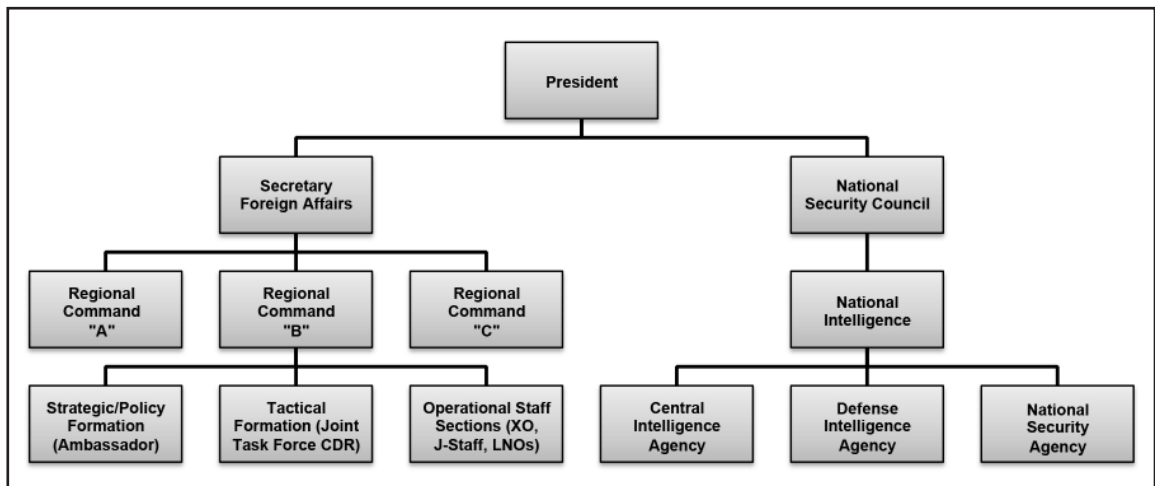 President
Secretary
Foreign Affairs
National
Security Council
Regional
Command
"A"
Regional
Command
"B"
Regional
Command
"C"
National
Intelligence
Strategic/Policy
Formation
(Ambassador)
Tactical
Formation (Joint
Task Force CDR)
Operational Staff
Sections (XO,
J-Staff, LNOs)
Central
Intelligence
Agency
Defense
Intelligence
Agency
National
Security
Agency